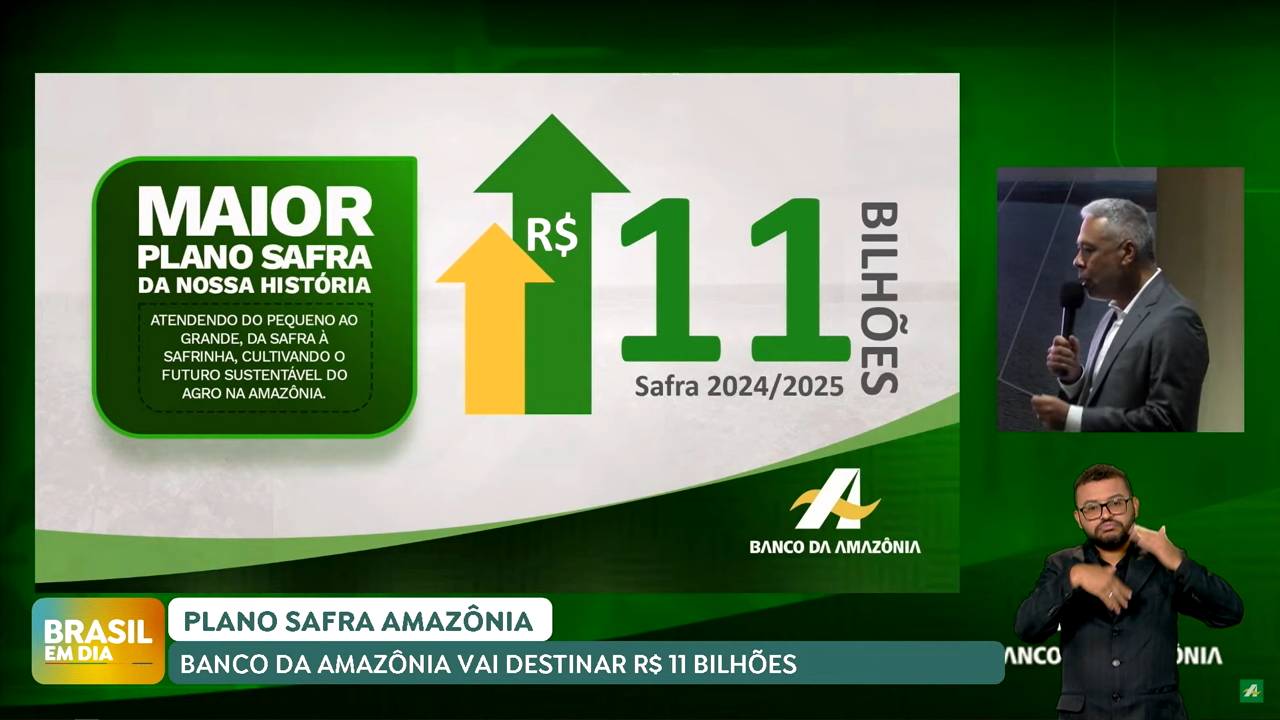 MAIOR
PLANO SAFRA
DA NOSSA HISTÓRIA
ATENDENDO DO PEQUENO AO
GRANDE, DA SAFRA À
SAFRINHA, CULTIVANDO O
FUTURO SUSTENTÁVEL DO
AGRO NA AMAZÔNIA.
R$
11
BILHÕES
Safra 2024/2025
BANCO DA AMAZÔNIA
BRASIL
EM DIA
PLANO SAFRA AMAZÔNIA
BANCO DA AMAZÔNIA VAI DESTINAR R$ 11 BILHÕES